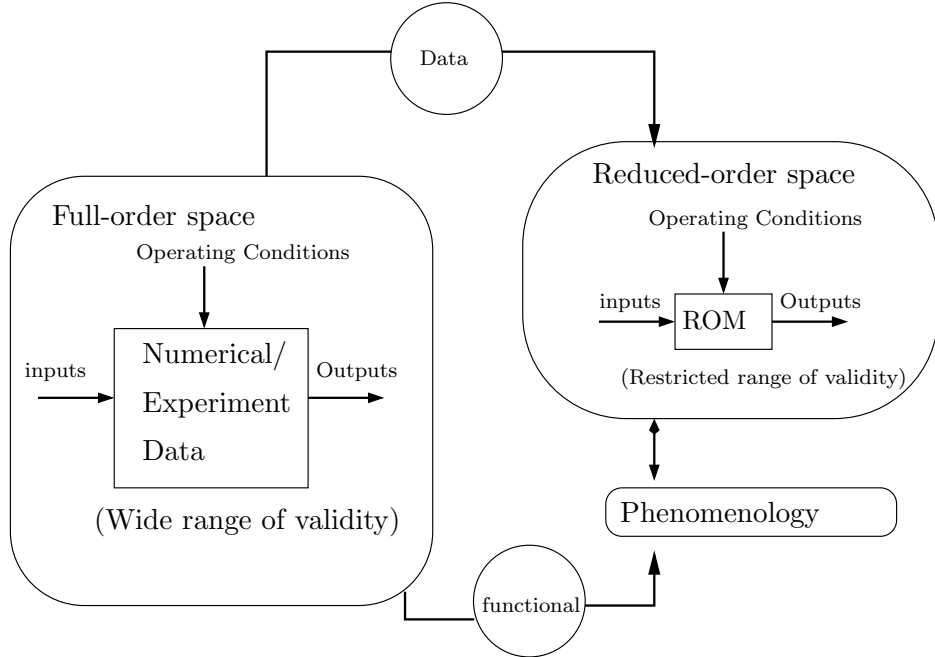 Data
Full-order space
Operating Conditions
inputs
Numerical/
Experiment
Data
Outputs
(Wide range of validity)
Reduced-order space
Operating Conditions
inputs
ROM
Outputs
(Restricted range of validity)
Phenomenology
functional